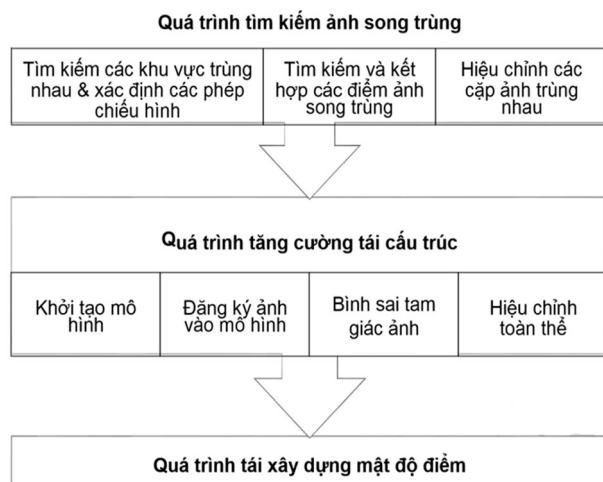 Quá trình tìm kiếm ảnh song trùng
Tìm kiếm các khu vực trùng
nhau & xác định các phép
chiếu hình
Tìm kiếm và kết
hợp các điểm ảnh
song trùng
Hiệu chỉnh các
cặp ảnh trùng
nhau
Quá trình tăng cường tái cấu trúc
Khởi tạo mô
hình
Đăng ký ảnh
vào mô hình
Bình sai tam
giác ảnh
Hiệu chỉnh
toàn thể
Quá trình tái xây dựng mật độ điểm